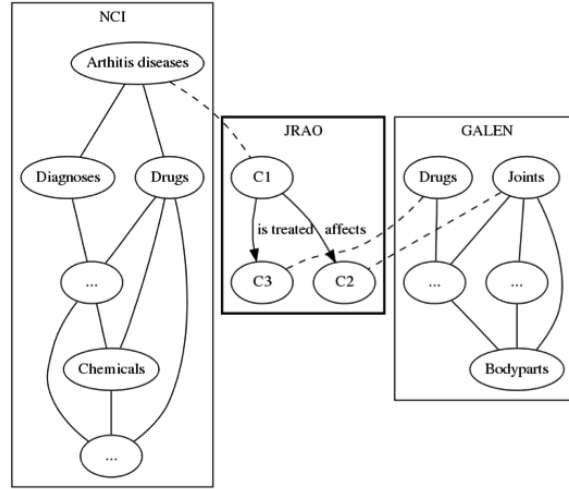 NCI
Arthitis diseases
Diagnoses
Drugs
...
Chemicals
...
JRAO
C1
is treated
affects
C3
C2
GALEN
Drugs
Joints
...
...
Bodyparts